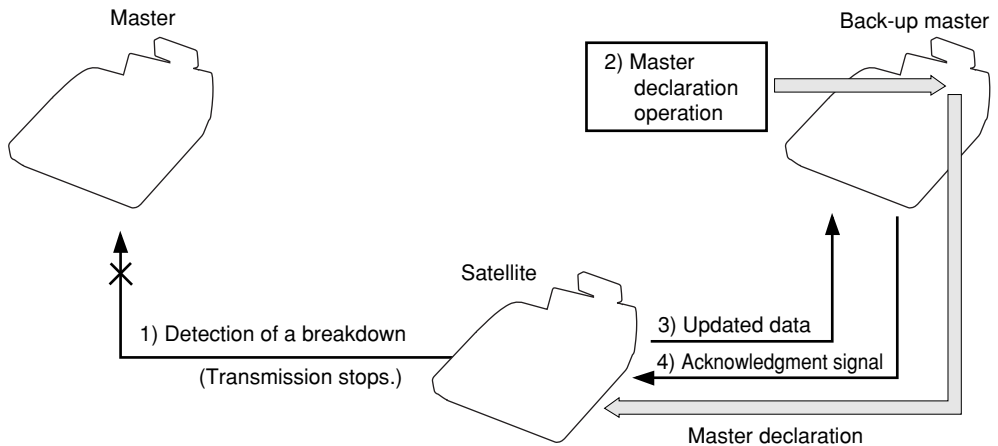 Master
Back-up master
2) Master
declaration
operation
Satellite
1) Detection of a breakdown
(Transmission stops.)
3) Updated data
4) Acknowledgment signal
Master declaration